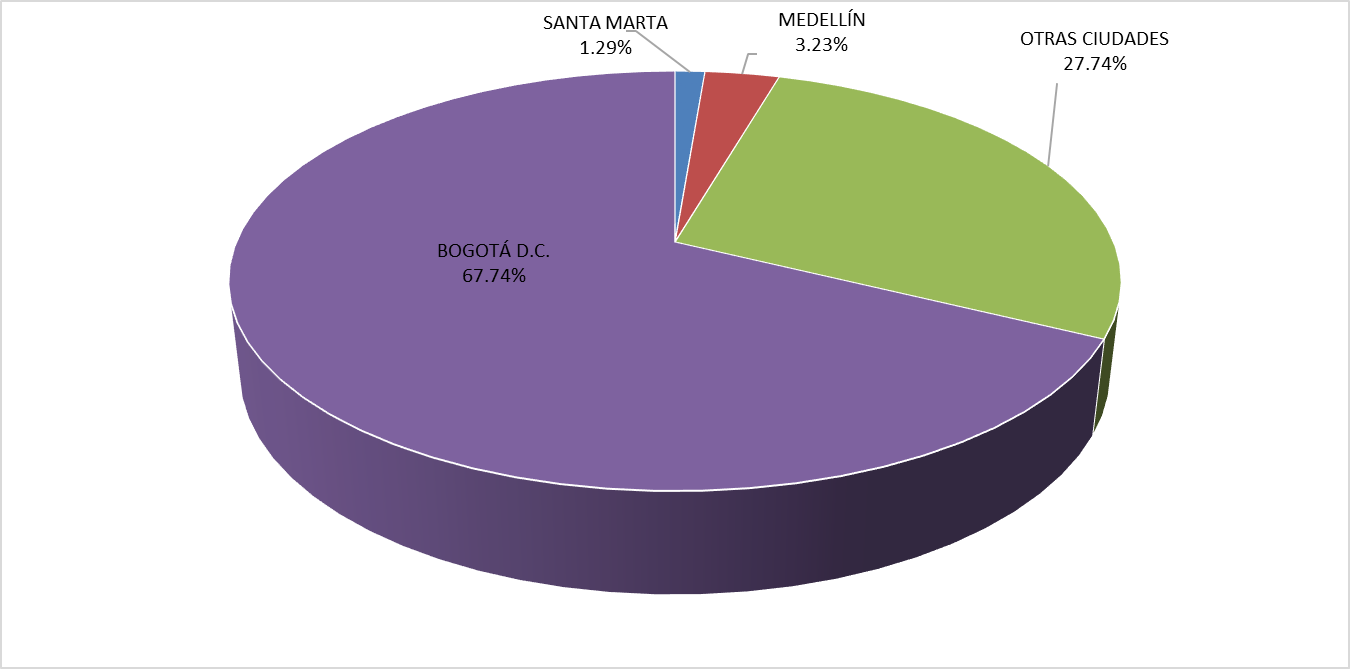 SANTA MARTA
1.29%
MEDELLÍN
3.23%
OTRAS CIUDADES
27.74%
BOGOTÁ D.C.
67.74%